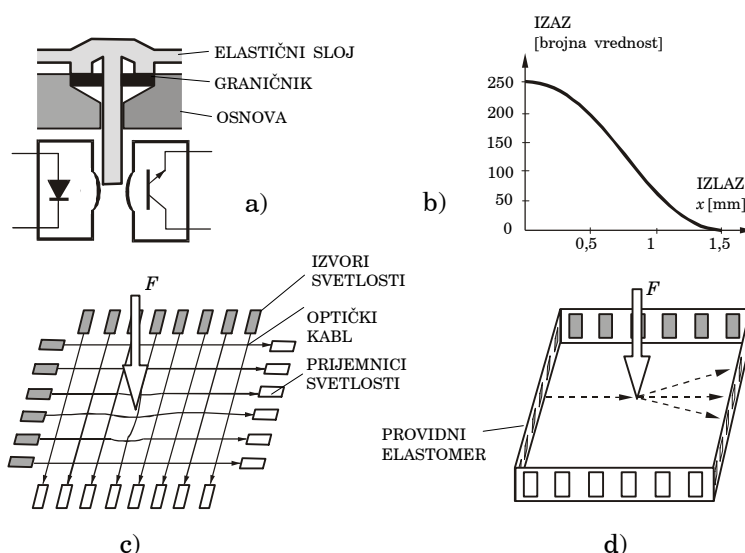 ELASTIČNI SLOJ
GRANIČNIK
OSNOVA
a)
IZAZ
[brojna vrednost]
250
200
150
100
50
0
0,5
1
1,5
IZLAZ
x [mm]
b)
IZVORI
SVETLOSTI
F
OPTIČKI
KABL
PRIJEMNICI
SVETLOSTI
c)
F
PROVIDNI
ELASTOMER
d)